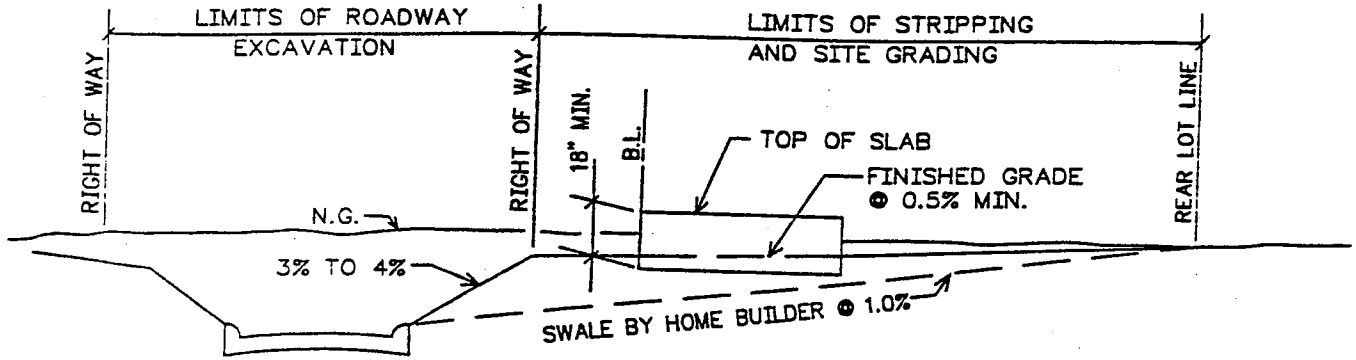 LIMITS OF ROADWAY
EXCAVATION
LIMITS OF STRIPPING
AND SITE GRADING
RIGHT OF WAY
RIGHT OF WAY
18" MIN.
B.L.
TOP OF SLAB
FINISHED GRADE
@ 0.5% MIN.
REAR LOT LINE
N.G.
3% TO 4%
SWALE BY HOME BUILDER @ 1.0%